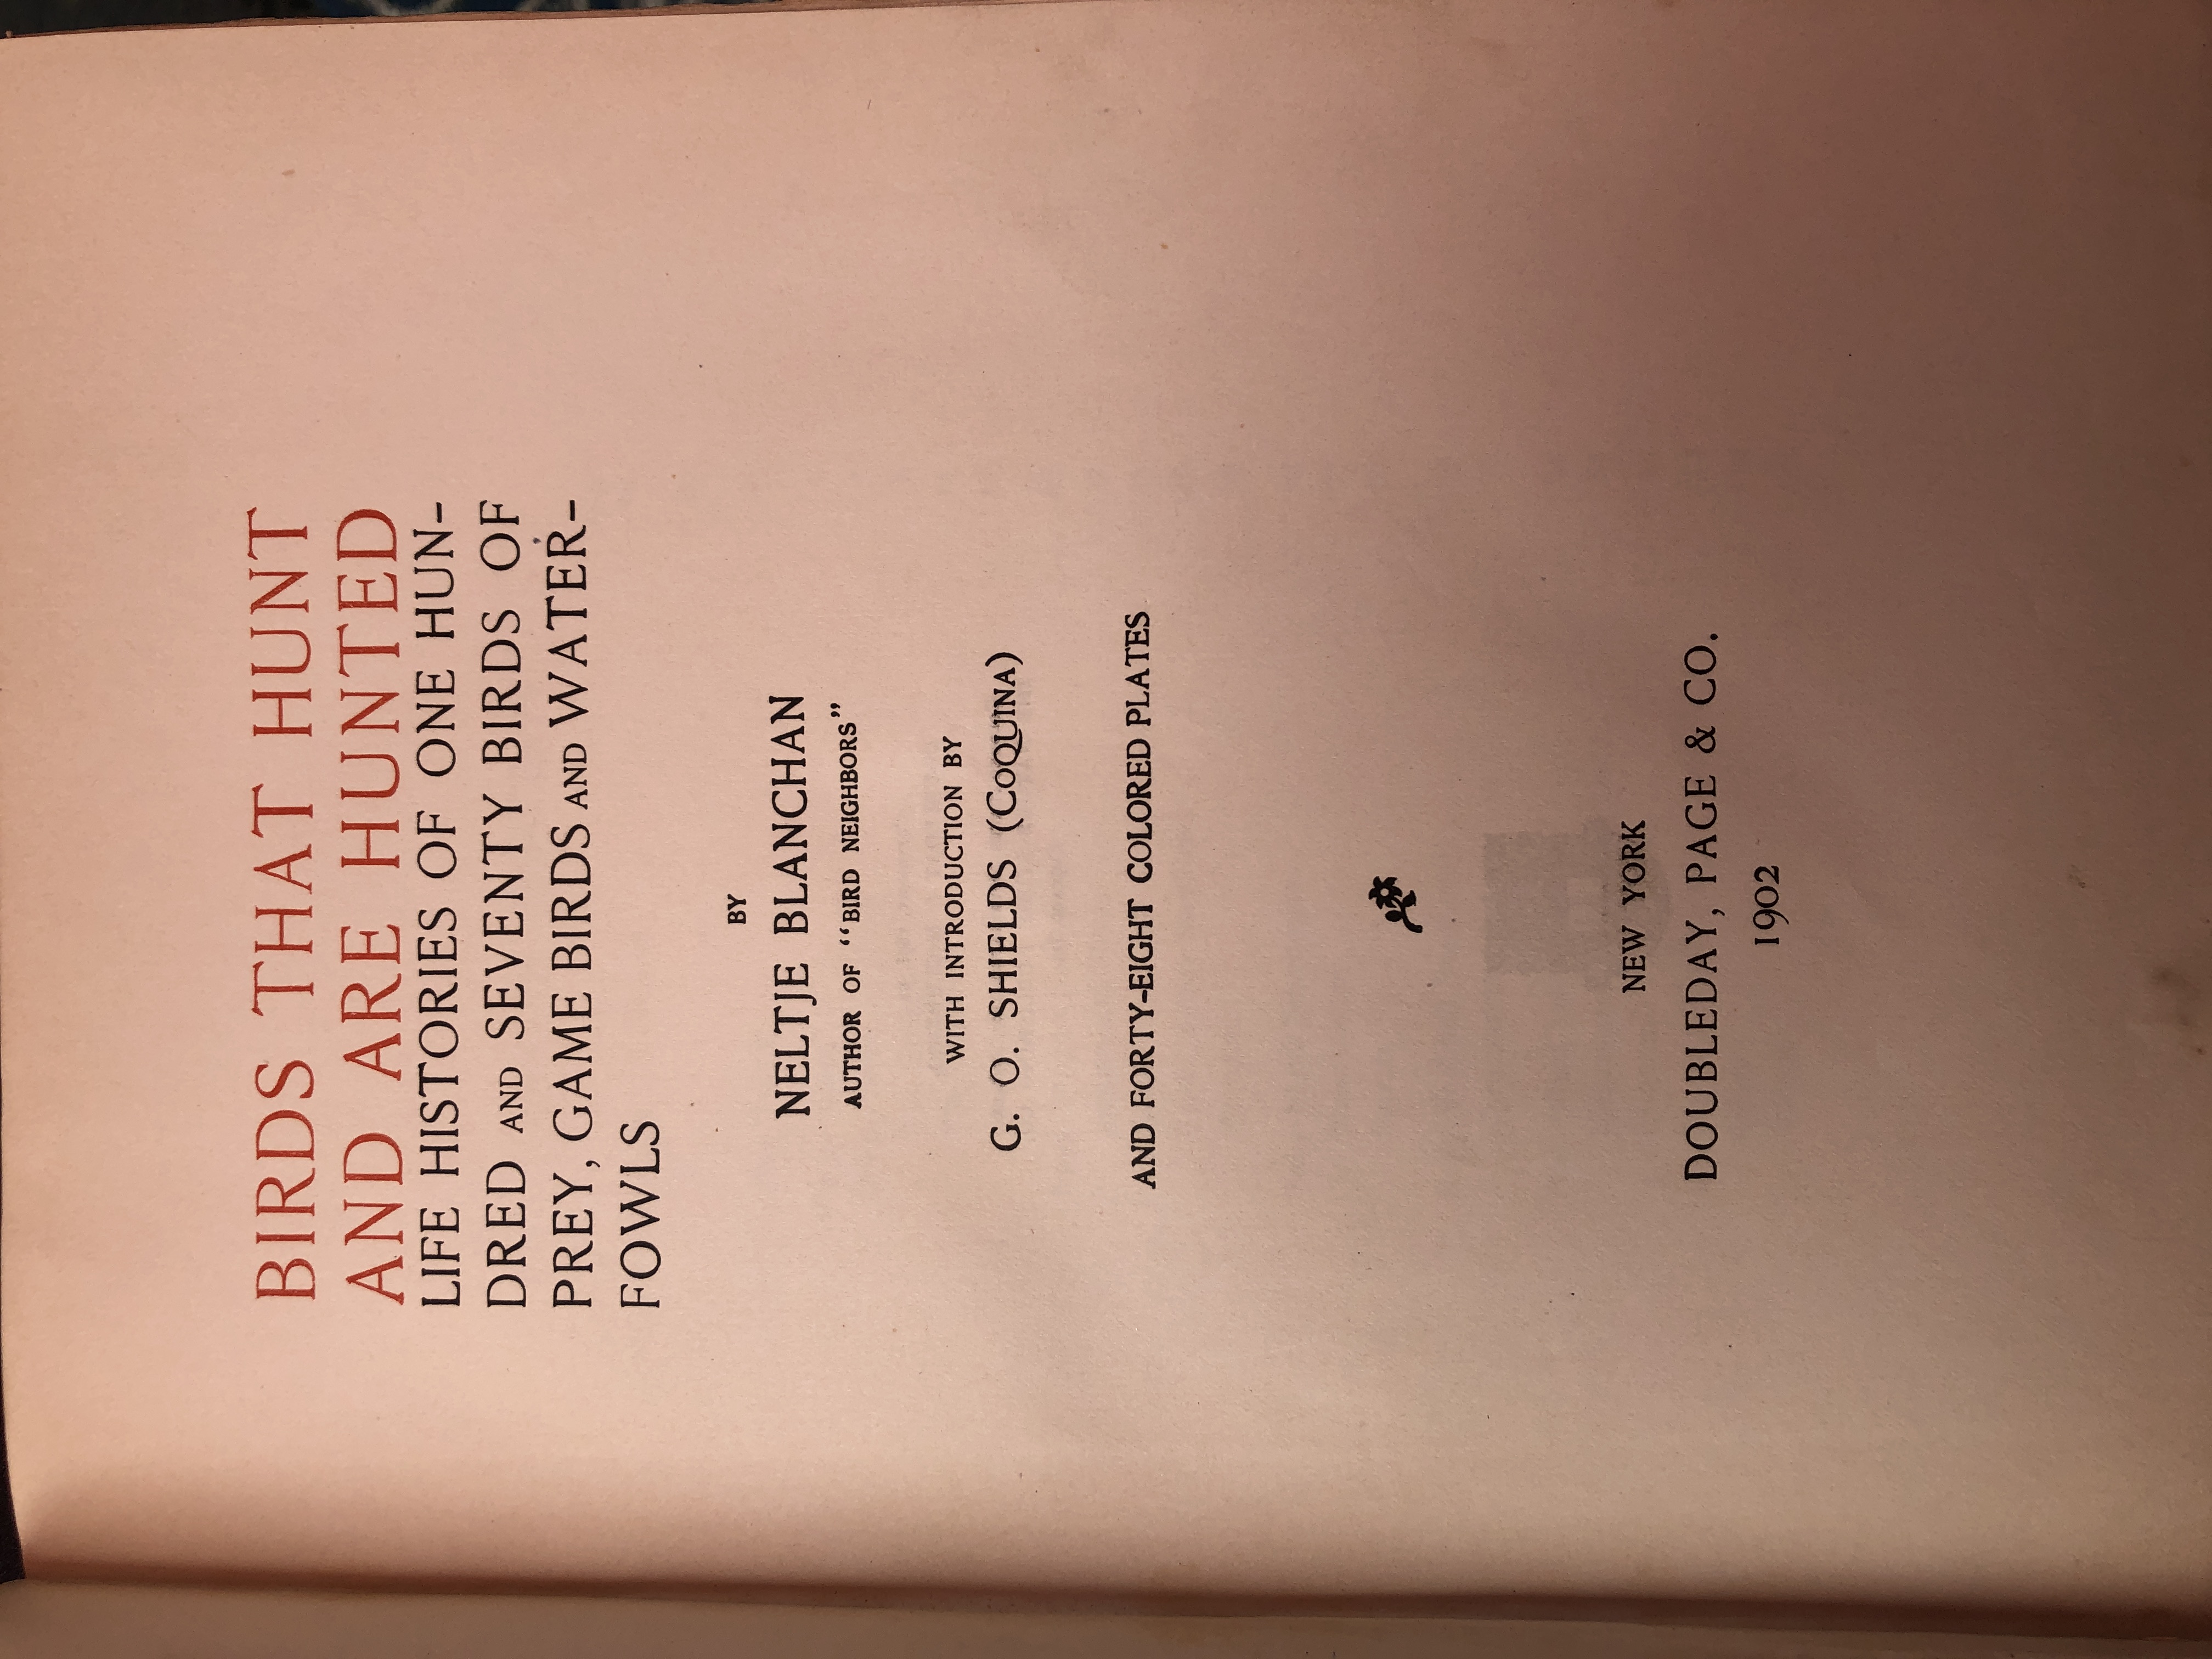 BIRDS THAT HUNT
AND ARE HUNTED
LIFE HISTORIES OF ONE HUN-
DRED AND SEVENTY BIRDS OF
PREY, GAME BIRDS AND WATER-
FOWLS
BY
NELTJE BLANCHAN
AUTHOR OF “BIRD NEIGHBORS”
WITH INTRODUCTION BY
G. O. SHIELDS (COQUINA)
AND FORTY-EIGHT COLORED PLATES
NEW YORK
DOUBLEDAY, PAGE & CO.
1902